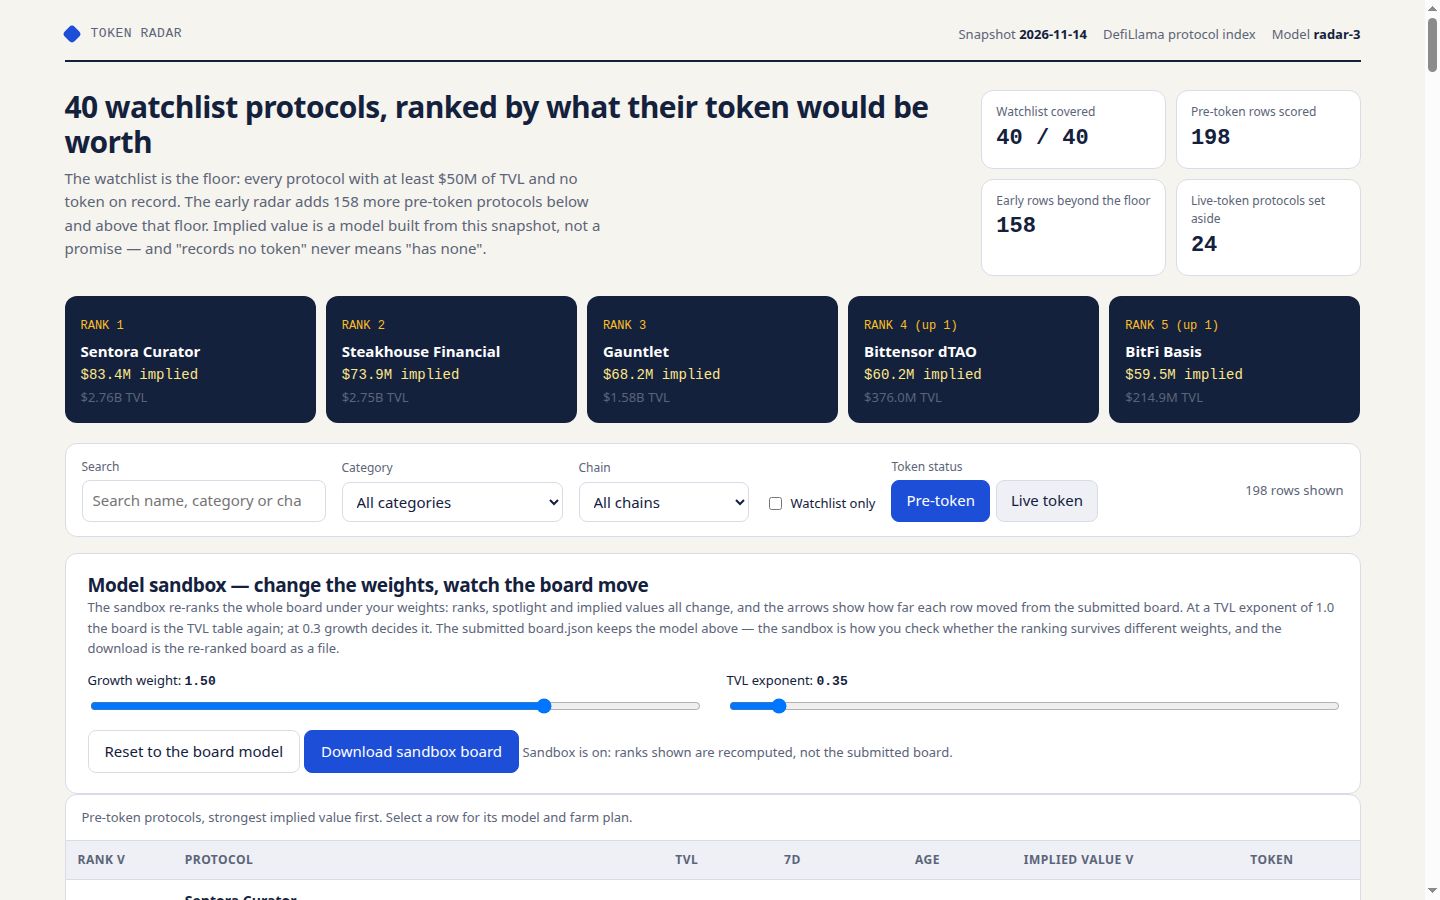 TOKEN RADAR
Snapshot 2026-11-14 DefiLlama protocol index Model radar-3
40 watchlist protocols, ranked by what their token would be
worth
The watchlist is the floor: every protocol with at least $50M of TVL and no
token on record. The early radar adds 158 more pre-token protocols below
and above that floor. Implied value is a model built from this snapshot, not a
promise — and "records no token" never means "has none".
Watchlist covered
40 / 40
Pre-token rows scored
198
Early rows beyond the floor
158
Live-token protocols set
aside
24
RANK 1
Sentora Curator
$83.4M implied
$2.76B TVL
RANK 2
Steakhouse Financial
$73.9M implied
$2.75B TVL
RANK 3
Gauntlet
$68.2M implied
$1.58B TVL
RANK 4 (up 1)
Bittensor dTAO
$60.2M implied
$376.0M TVL
RANK 5 (up 1)
BitFi Basis
$59.5M implied
$214.9M TVL
Search
Search name, category or cha
Category
All categories
Chain
All chains
Watchlist only
Token status
Pre-token Live token
198 rows shown
Model sandbox — change the weights, watch the board move
The sandbox re-ranks the whole board under your weights: ranks, spotlight and implied values all change, and the arrows show how far each row moved from the submitted board. At a TVL exponent of 1.0
the board is the TVL table again; at 0.3 growth decides it. The submitted board.json keeps the model above — the sandbox is how you check whether the ranking survives different weights, and the
download is the re-ranked board as a file.
Growth weight: 1.50
TVL exponent: 0.35
Reset to the board model Download sandbox board Sandbox is on: ranks shown are recomputed, not the submitted board.
Pre-token protocols, strongest implied value first. Select a row for its model and farm plan.
RANK V PROTOCOL TVL 7D AGE IMPLIED VALUE V TOKEN
Sentora Curator